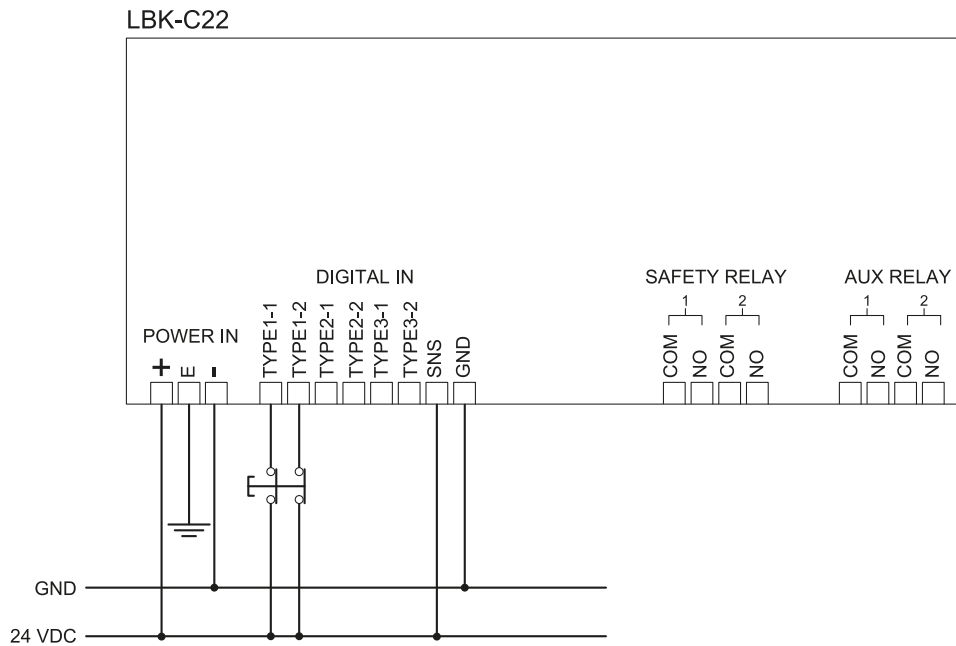 LBK-C22
DIGITAL IN
SAFETY RELAY
AUX RELAY
1 2
1 2
POWER IN
+ E -
TYPE1-1
TYPE1-2
TYPE2-1
TYPE2-2
TYPE3-1
TYPE3-2
SNS
GND
COM
NO
COM
NO
COM
NO
COM
NO
GND
24 VDC